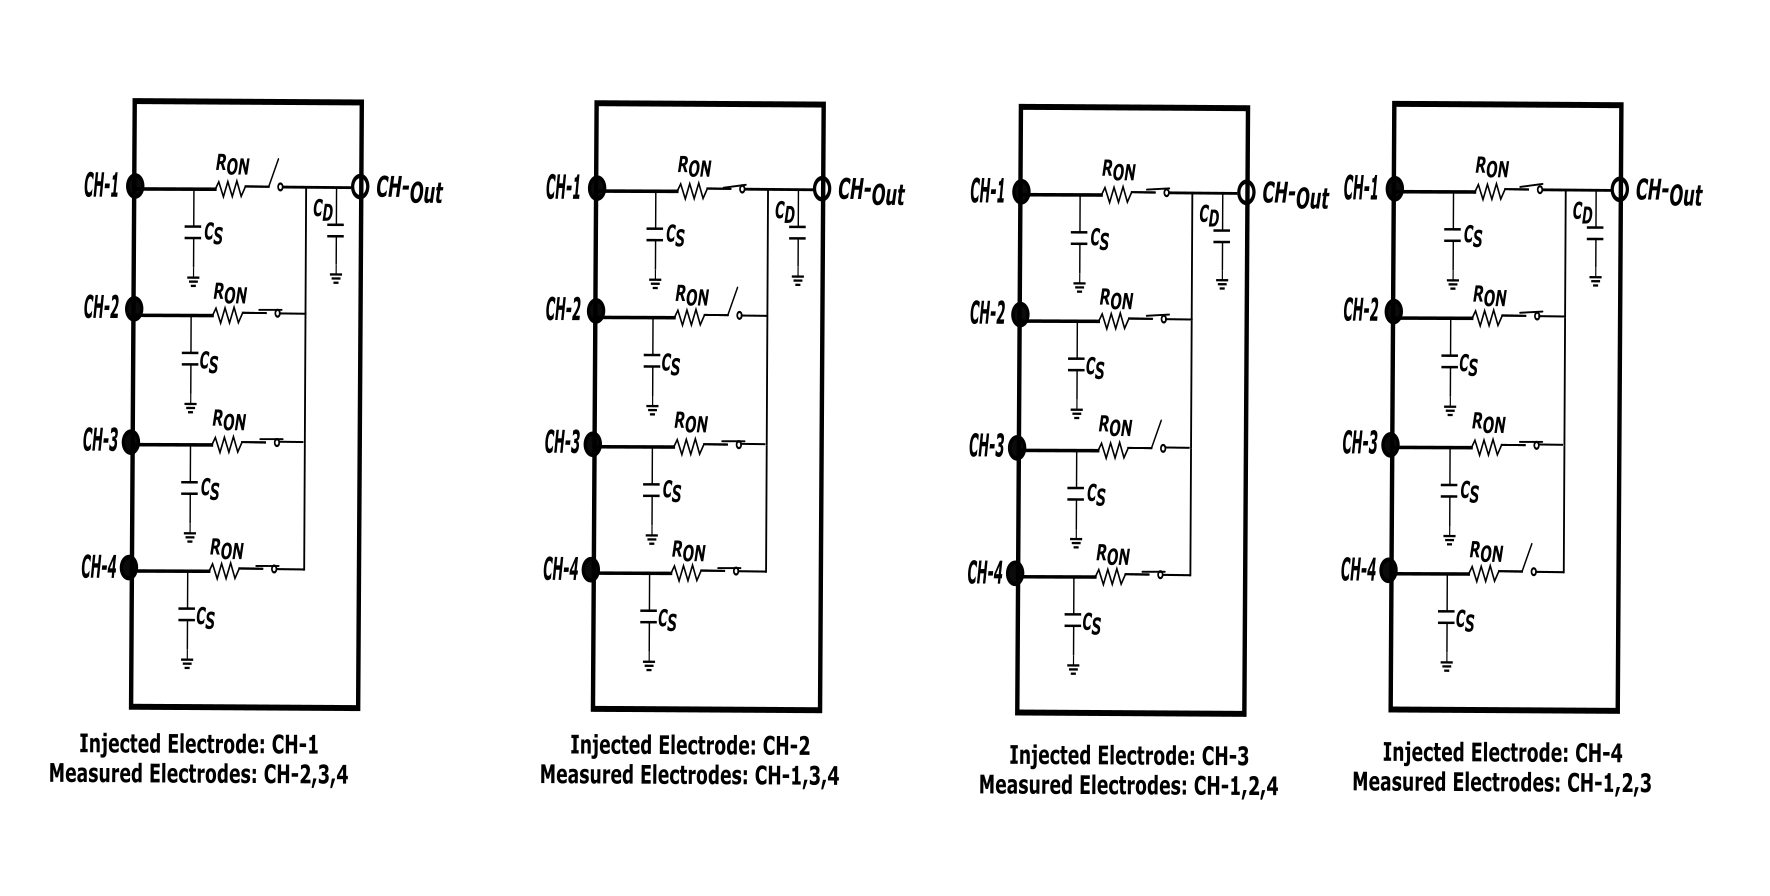 CH-1
RON
CH-Out
CS
CD
CH-2
RON
CS
CH-3
RON
CS
CH-4
RON
CS
Injected Electrode: CH-1
Measured Electrodes: CH-2,3,4
CH-1
RON
CH-Out
CS
CD
CH-2
RON
CS
CH-3
RON
CS
CH-4
RON
CS
Injected Electrode: CH-2
Measured Electrodes: CH-1,3,4
CH-1
RON
CH-Out
CS
CD
CH-2
RON
CS
CH-3
RON
CS
CH-4
RON
CS
Injected Electrode: CH-3
Measured Electrodes: CH-1,2,4
CH-1
RON
CH-Out
CS
CD
CH-2
RON
CS
CH-3
RON
CS
CH-4
RON
CS
Injected Electrode: CH-4
Measured Electrodes: CH-1,2,3